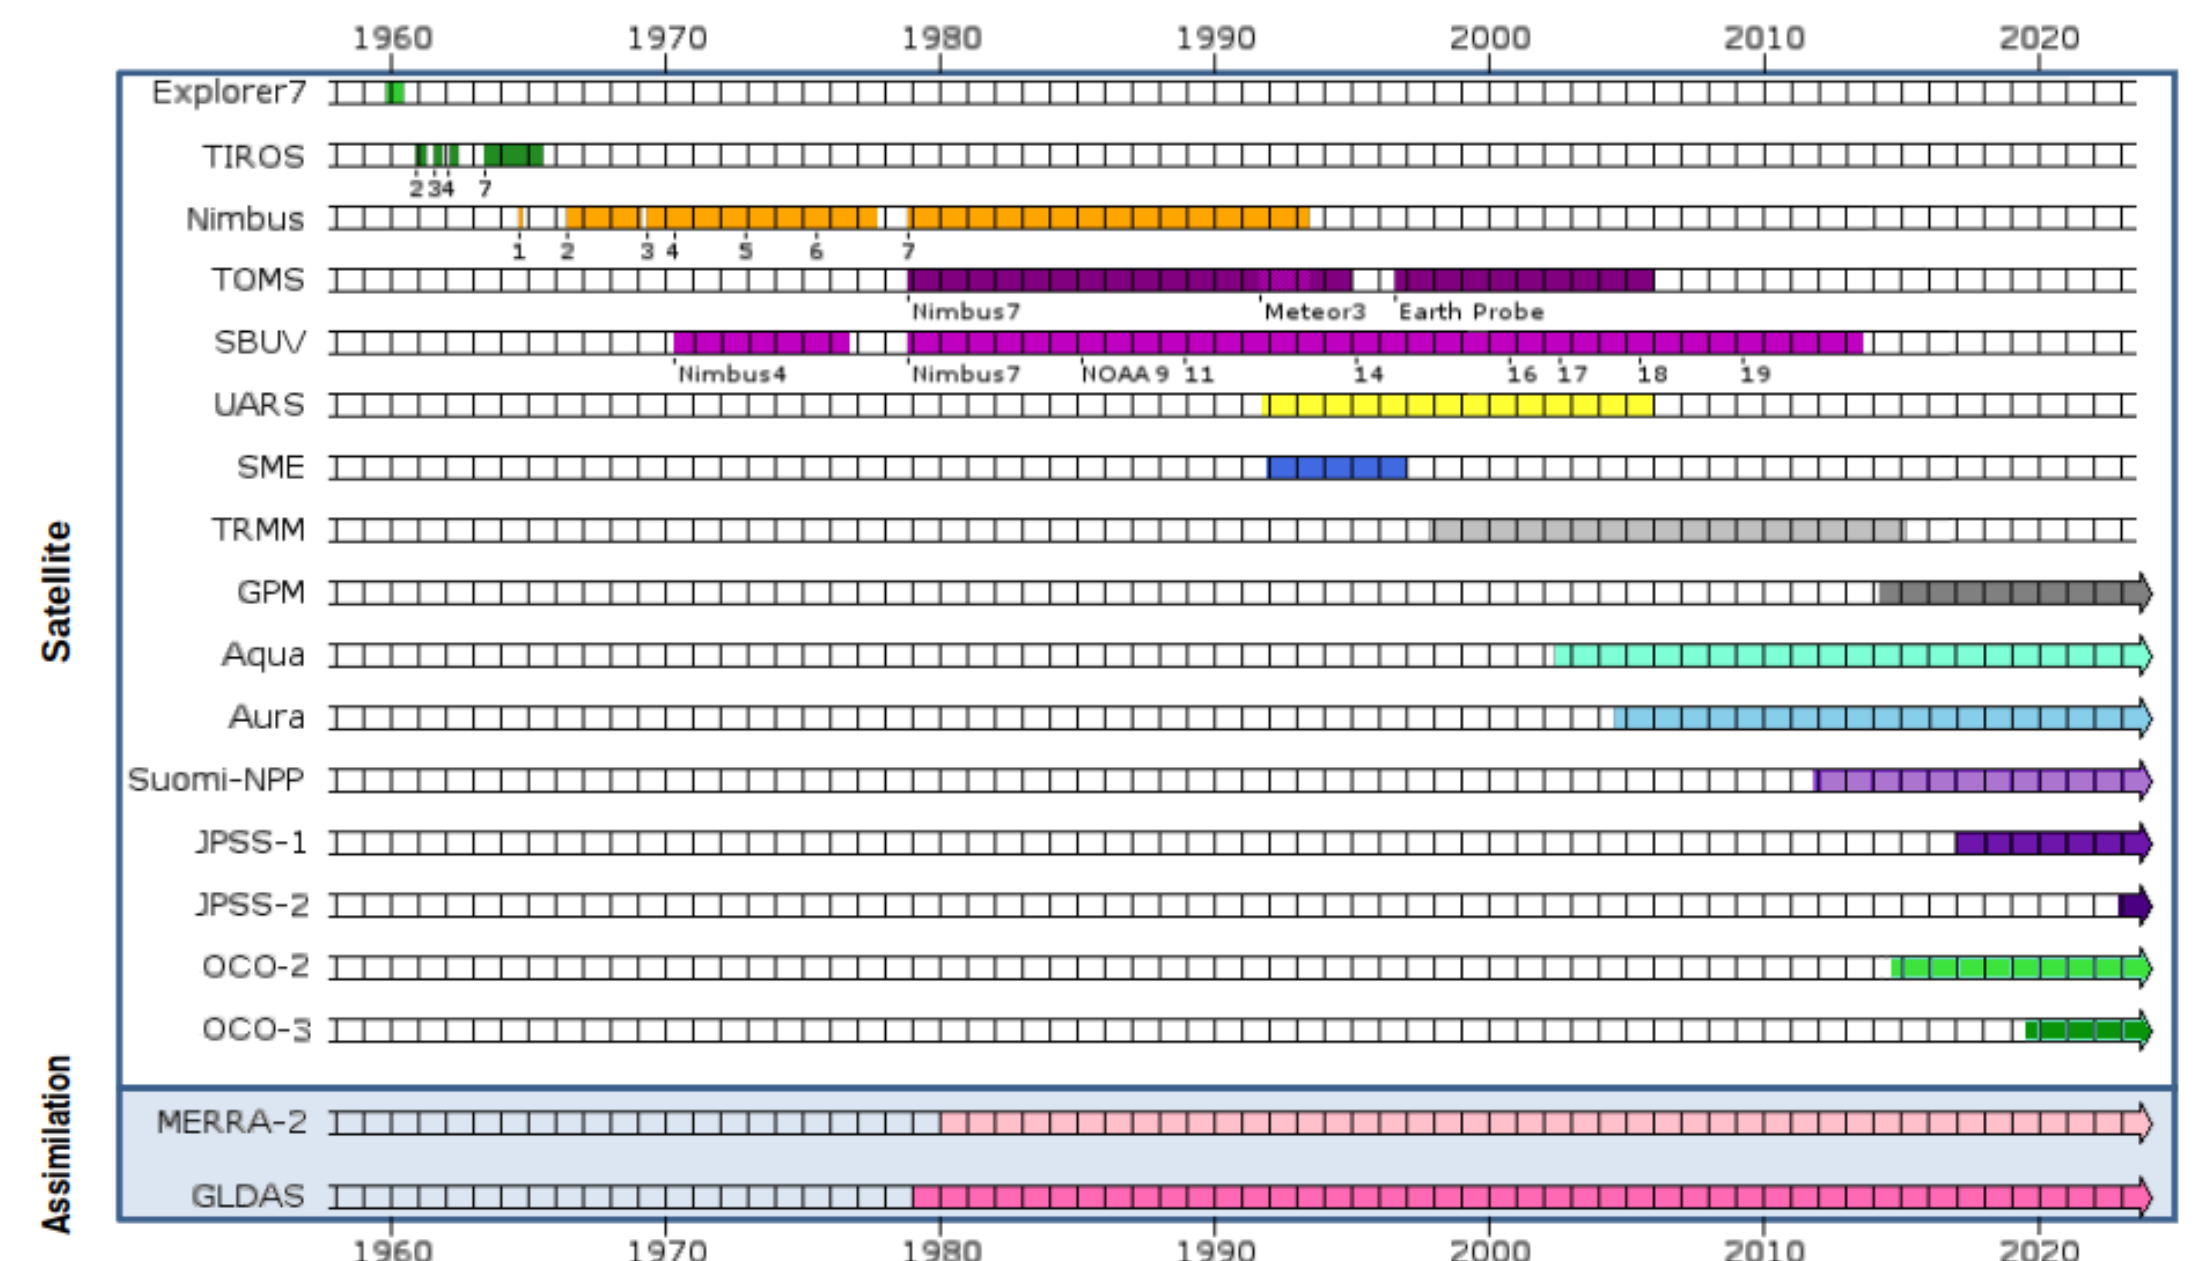 1960 1970 1980 1990 2000 2010 2020
Explorer7
TIROS
2 3 4 7
Nimbus
1 2 3 4 5 6 7
TOMS
Nimbus7 Meteor3 Earth Probe
SBUV
Nimbus4 Nimbus7 NOAA 9 11 14 16 17 18 19
UARS
SME
TRMM
GPM
Aqua
Aura
Suomi-NPP
JPSS-1
JPSS-2
OCO-2
OCO-3
Satellite
MERRA-2
GLDAS
Assimilation
1960 1970 1980 1990 2000 2010 2020